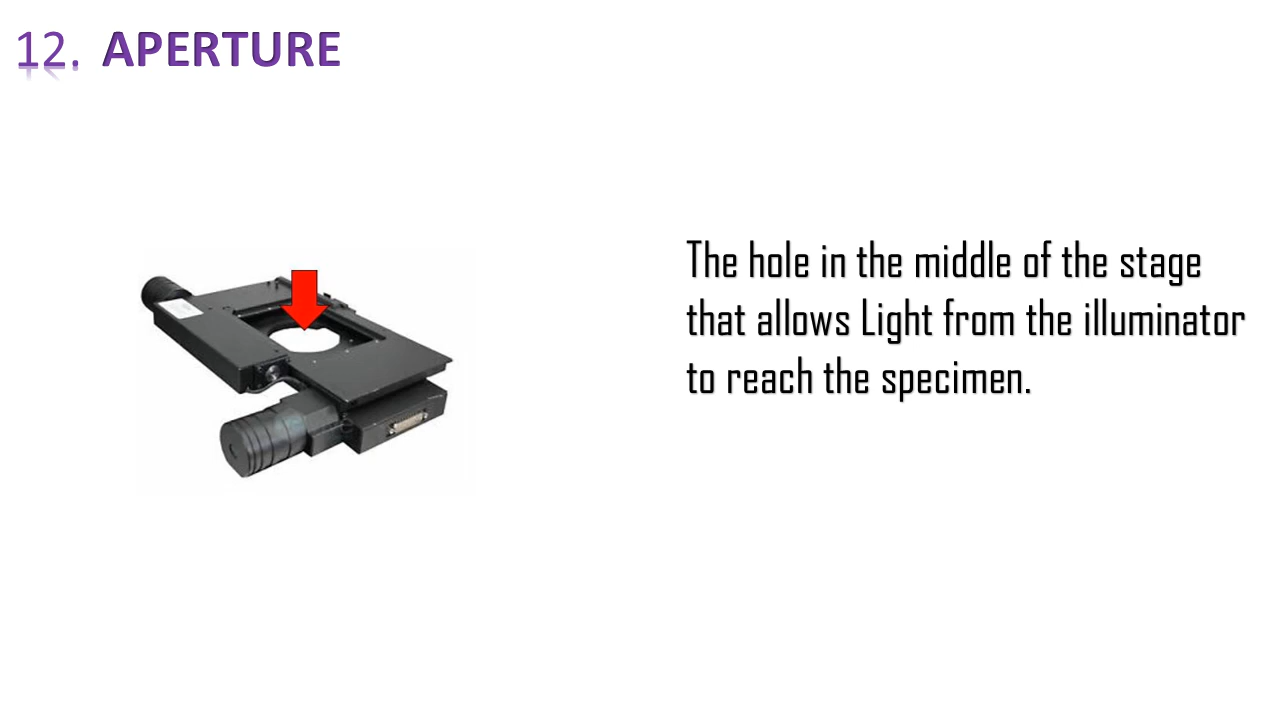 12. APERTURE
The hole in the middle of the stage
that allows Light from the illuminator
to reach the specimen.